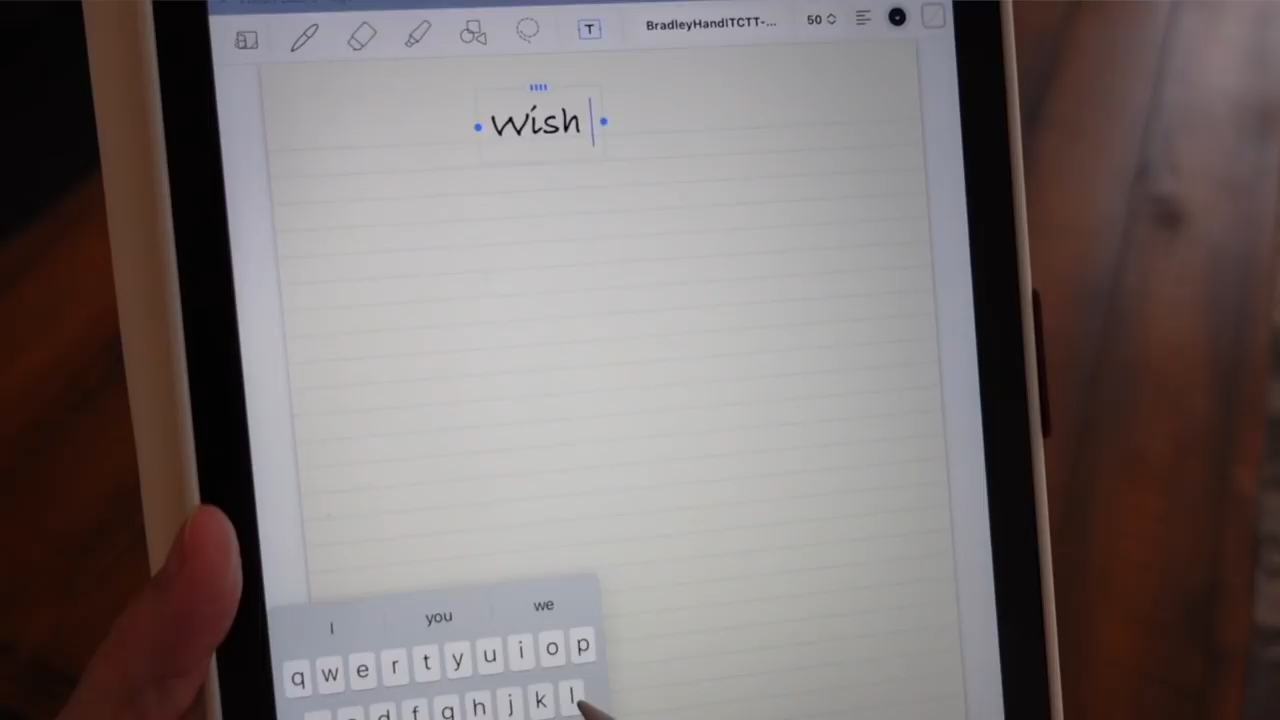 T BradleyHandITCTT-... 50
Wish
I you we
q w e r t y u i o p
d f g h j k l